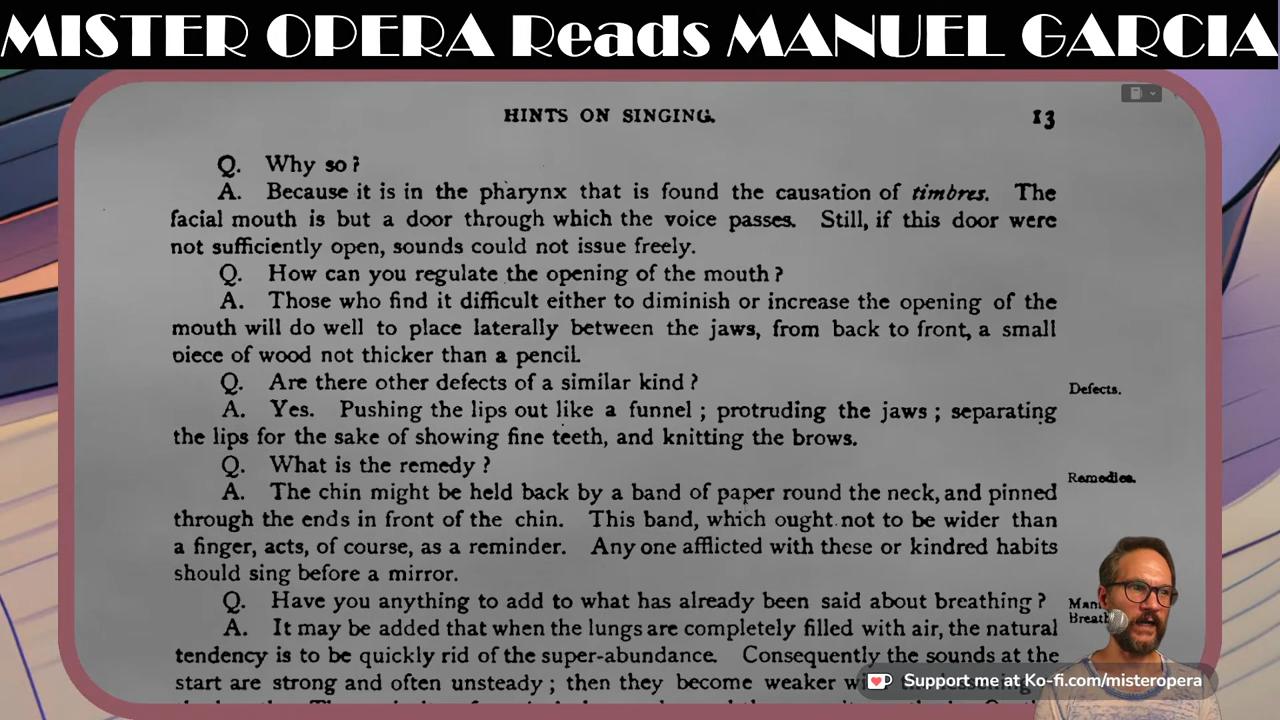 MISTER OPERA Reads MANUEL GARCIA
HINTS ON SINGING. 13
Q. Why so?
A. Because it is in the pharynx that is found the causation of timbres. The
facial mouth is but a door through which the voice passes. Still, if this door were
not sufficiently open, sounds could not issue freely.
Q. How can you regulate the opening of the mouth?
A. Those who find it difficult either to diminish or increase the opening of the
mouth will do well to place laterally between the jaws, from back to front, a small
piece of wood not thicker than a pencil.
Q. Are there other defects of a similar kind?
Defects.
A. Yes. Pushing the lips out like a funnel; protruding the jaws; separating
the lips for the sake of showing fine teeth, and knitting the brows.
Q. What is the remedy?
Remedies.
A. The chin might be held back by a band of paper round the neck, and pinned
through the ends in front of the chin. This band, which ought not to be wider than
a finger, acts, of course, as a reminder. Any one afflicted with these or kindred habits
should sing before a mirror.
Q. Have you anything to add to what has already been said about breathing?
A. It may be added that when the lungs are completely filled with air, the natural
tendency is to be quickly rid of the super-abundance. Consequently the sounds at the
start are strong and often unsteady; then they become weaker
Support me at Ko-fi.com/misteropera